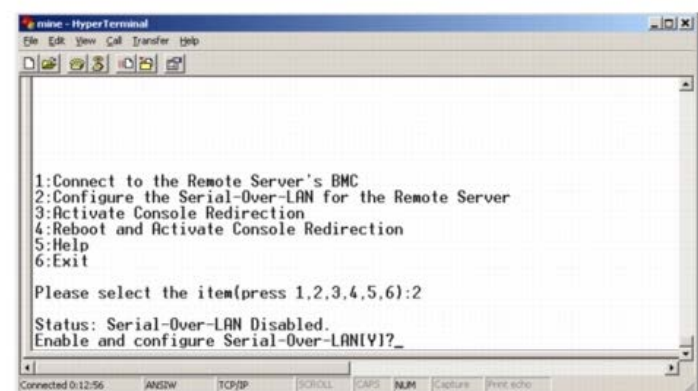 mine - HyperTerminal
File Edit View Call Transfer Help
1:Connect to the Remote Server's BMC
2:Configure the Serial-Over-LAN for the Remote Server
3:Activate Console Redirection
4:Reboot and Activate Console Redirection
5:Help
6:Exit
Please select the item(press 1,2,3,4,5,6):2
Status: Serial-Over-LAN Disabled.
Enable and configure Serial-Over-LAN[Y]?_
Connected 0:12:56 ANSIW TCP/IP SCROLL CAPS NUM Capture Print echo